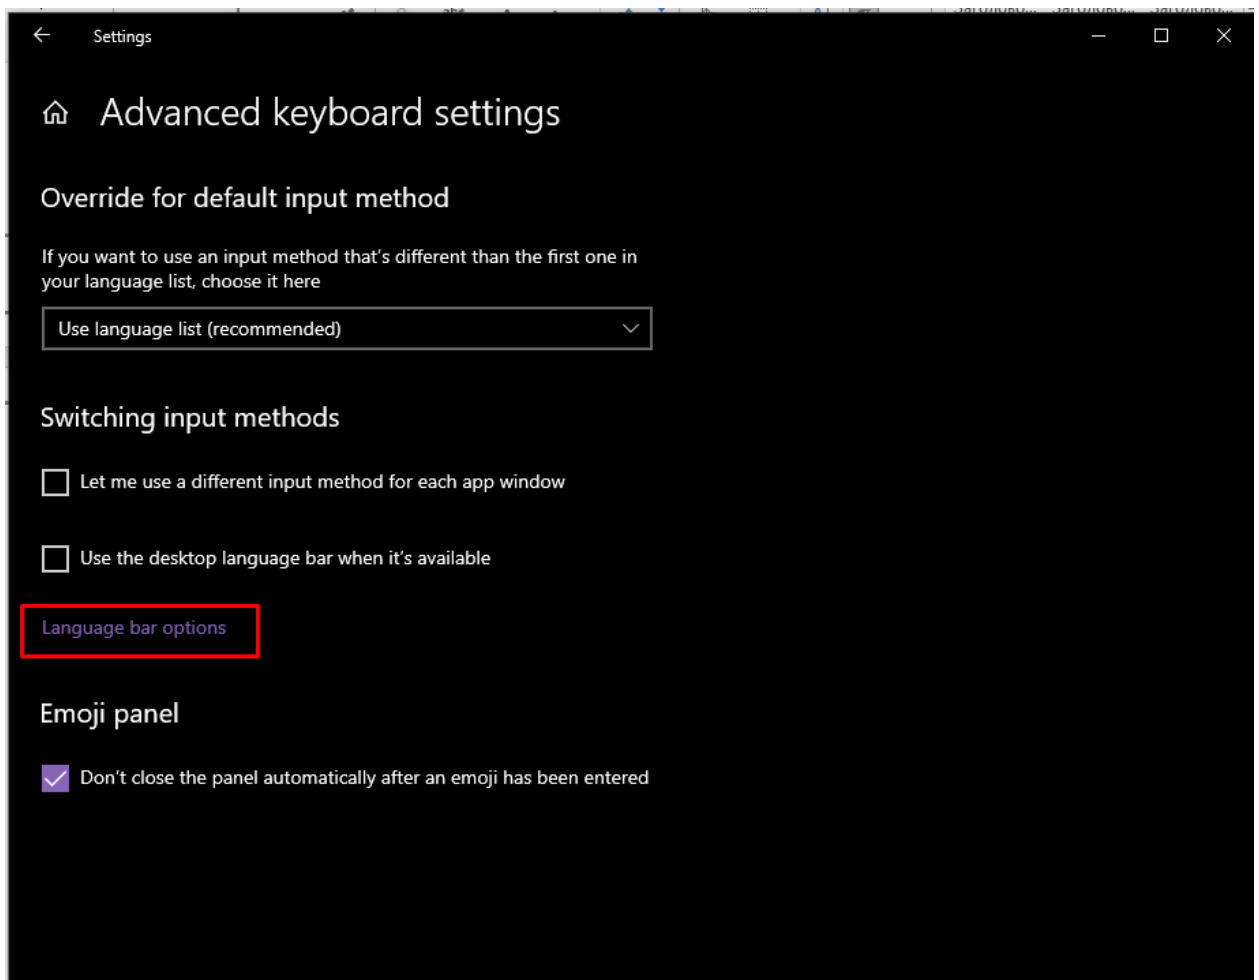 Settings
Advanced keyboard settings
Override for default input method
If you want to use an input method that's different than the first one in
your language list, choose it here
Use language list (recommended)
Switching input methods
Let me use a different input method for each app window
Use the desktop language bar when it's available
Language bar options
Emoji panel
Don't close the panel automatically after an emoji has been entered